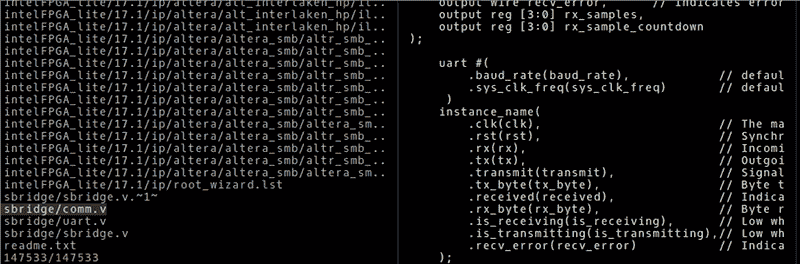 intelFPGA_lite/17.1/ip/altera/alt_interlaken_hp/il..
intelFPGA_lite/17.1/ip/altera/alt_interlaken_hp/il..
intelFPGA_lite/17.1/ip/altera/altera_smb/altr_smb_..
intelFPGA_lite/17.1/ip/altera/altera_smb/altr_smb_..
intelFPGA_lite/17.1/ip/altera/altera_smb/altr_smb_..
intelFPGA_lite/17.1/ip/altera/altera_smb/altr_smb_..
intelFPGA_lite/17.1/ip/altera/altera_smb/altr_smb_..
intelFPGA_lite/17.1/ip/altera/altera_smb/altr_smb_..
intelFPGA_lite/17.1/ip/altera/altera_smb/altr_smb_..
intelFPGA_lite/17.1/ip/altera/altera_smb/altera_sm..
intelFPGA_lite/17.1/ip/altera/altera_smb/altr_smb_..
intelFPGA_lite/17.1/ip/altera/altera_smb/altr_smb_..
intelFPGA_lite/17.1/ip/altera/altera_smb/altr_smb_..
intelFPGA_lite/17.1/ip/altera/altera_smb/altera_sm..
intelFPGA_lite/17.1/ip/root_wizard.lst
sbridge/sbridge.v.~1~
sbridge/comm.v
sbridge/uart.v
sbridge/sbridge.v
readme.txt
147533/147533
output wire recv_error, // Indicates error
output reg [3:0] rx_samples,
output reg [3:0] rx_sample_countdown
);
uart #(
.baud_rate(baud_rate), // defaul
.sys_clk_freq(sys_clk_freq) // defaul
)
instance_name(
.clk(clk), // The ma
.rst(rst), // Synchr
.rx(rx), // Incomi
.tx(tx), // Outgoi
.transmit(transmit), // Signal
.tx_byte(tx_byte), // Byte t
.received(received), // Indica
.rx_byte(rx_byte), // Byte r
.is_receiving(is_receiving), // Low wh
.is_transmitting(is_transmitting),// Low wh
.recv_error(recv_error) // Indica
);